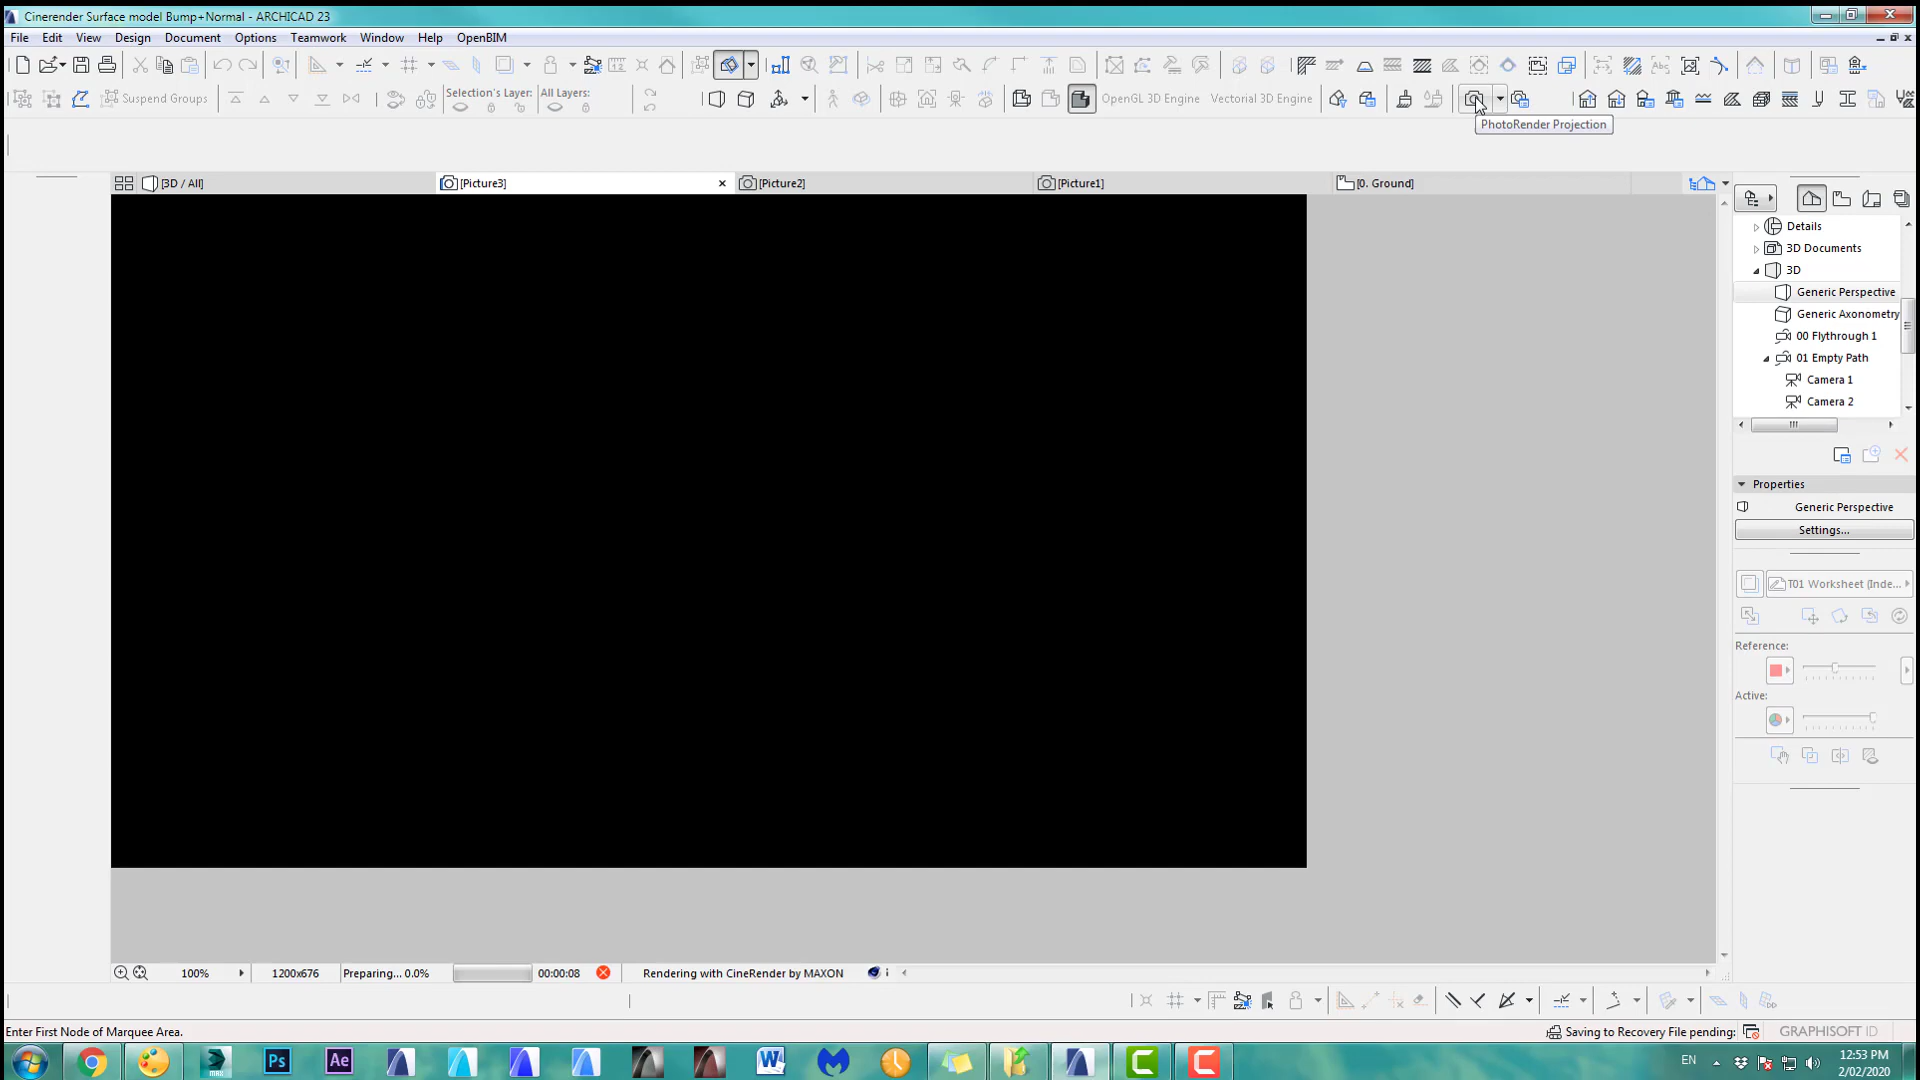 Cinerender Surface model Bump+Normal - ARCHICAD 23
File Edit View Design Document Options Teamwork Window Help OpenBIM
Suspend Groups
Selection's Layer: All Layers:
OpenGL 3D Engine Vectorial 3D Engine
PhotoRender Projection
[3D / All] [Picture3] [Picture2] [Picture1] [0. Ground]
Details
3D Documents
3D
Generic Perspective
Generic Axonometry
00 Flythrough 1
01 Empty Path
Camera 1
Camera 2
Properties
Generic Perspective
Settings...
T01 Worksheet (Inde...
Reference:
Active:
100% 1200x676 Preparing... 0.0% 00:00:08 Rendering with CineRender by MAXON
Enter First Node of Marquee Area.
Saving to Recovery File pending:
GRAPHISOFT ID
MAX
Ps
Ae
EN
12:53 PM
2/02/2020